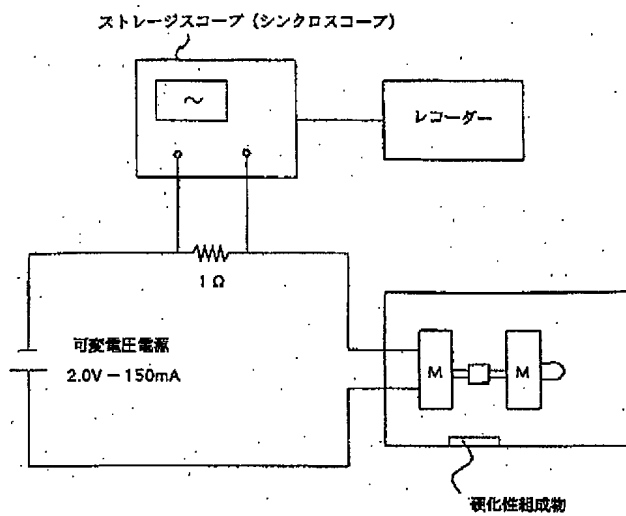 ストレージスコープ（シンクロスコープ）
レコーダー
1Ω
可変電圧電源
2.0V－150mA
M
M
硬化性組成物